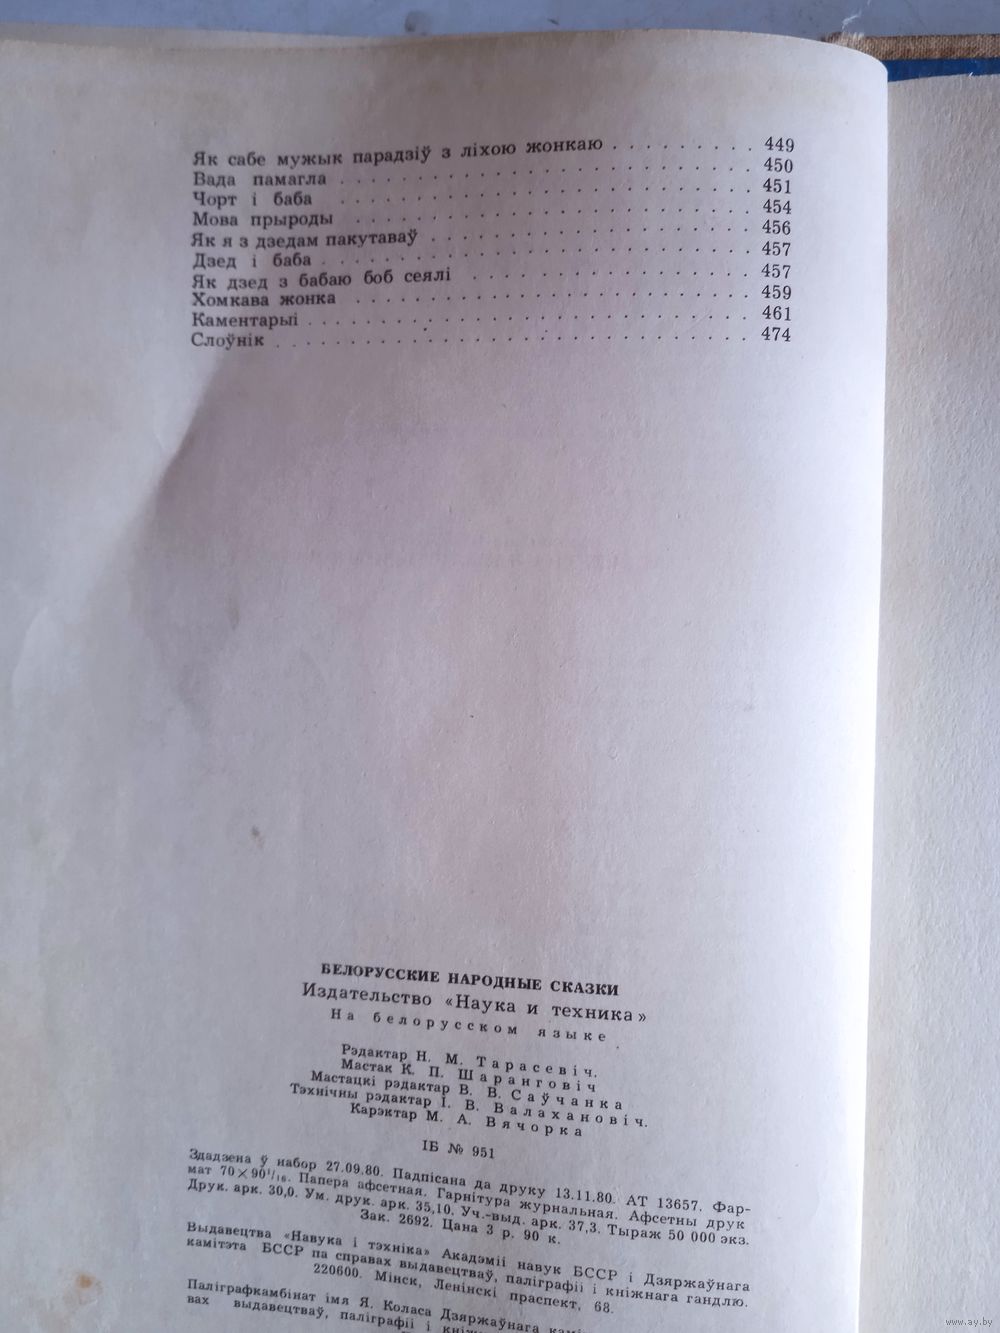 Як сабе мужык парадзіў з ліхою жонкаю . . . . . . . . . 449
Вада памагла . . . . . . . . . . . . . . . . . . . . 450
Чорт і баба . . . . . . . . . . . . . . . . . . . . 451
Мова прыроды . . . . . . . . . . . . . . . . . . . . 454
Як я з дзедам пакутаваў . . . . . . . . . . . . . . . . 456
Дзед і баба . . . . . . . . . . . . . . . . . . . . . 457
Як дзед з бабаю боб сеялі . . . . . . . . . . . . . . 457
Хомкава жонка . . . . . . . . . . . . . . . . . . . . 459
Каментарыі . . . . . . . . . . . . . . . . . . . . . 461
Слоўнік . . . . . . . . . . . . . . . . . . . . . . . 474
БЕЛОРУССКИЕ НАРОДНЫЕ СКАЗКИ
Издательство «Наука и техника»
На белорусском языке
Рэдактар Н. М. Тарасевіч.
Мастак К. П. Шаранговіч
Мастацкі рэдактар В. В. Саўчанка
Тэхнічны рэдактар І. В. Валахановіч.
Карэктар М. А. Вячорка
ІБ № 951
Здадзена ў набор 27.09.80. Падпісана да друку 13.11.80. АТ 13657. Фар-
мат 70×90¹/₁₆. Папера афсетная. Гарнітура журнальная. Афсетны друк
Друк. арк. 30,0. Ум. друк. арк. 35,10. Уч.-выд. арк. 37,3. Тыраж 50 000 экз.
Зак. 2692. Цана 3 р. 90 к.
Выдавецтва «Навука і тэхніка» Акадэміі навук БССР і Дзяржаўнага
камітэта БССР па справах выдавецтваў, паліграфіі і кніжнага гандлю.
220600. Мінск, Ленінскі праспект, 68.
Паліграфкамбінат імя Я. Коласа Дзяржаўнага
вах выдавецтваў, паліграфіі і
www.ay.by